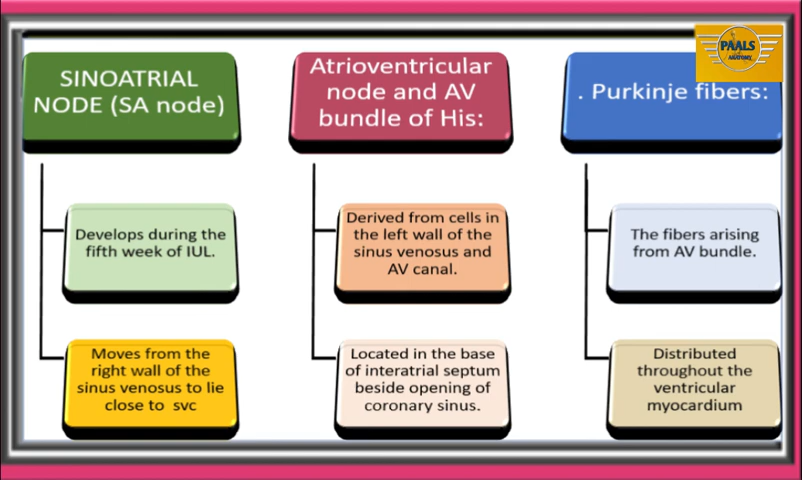 PAALS
ANATOMY
SINOATRIAL
NODE (SA node)
Develops during the
fifth week of IUL.
Moves from the
right wall of the
sinus venosus to lie
close to svc
Atrioventricular
node and AV
bundle of His:
Derived from cells in
the left wall of the
sinus venosus and
AV canal.
Located in the base
of interatrial septum
beside opening of
coronary sinus.
. Purkinje fibers:
The fibers arising
from AV bundle.
Distributed
throughout the
ventricular
myocardium